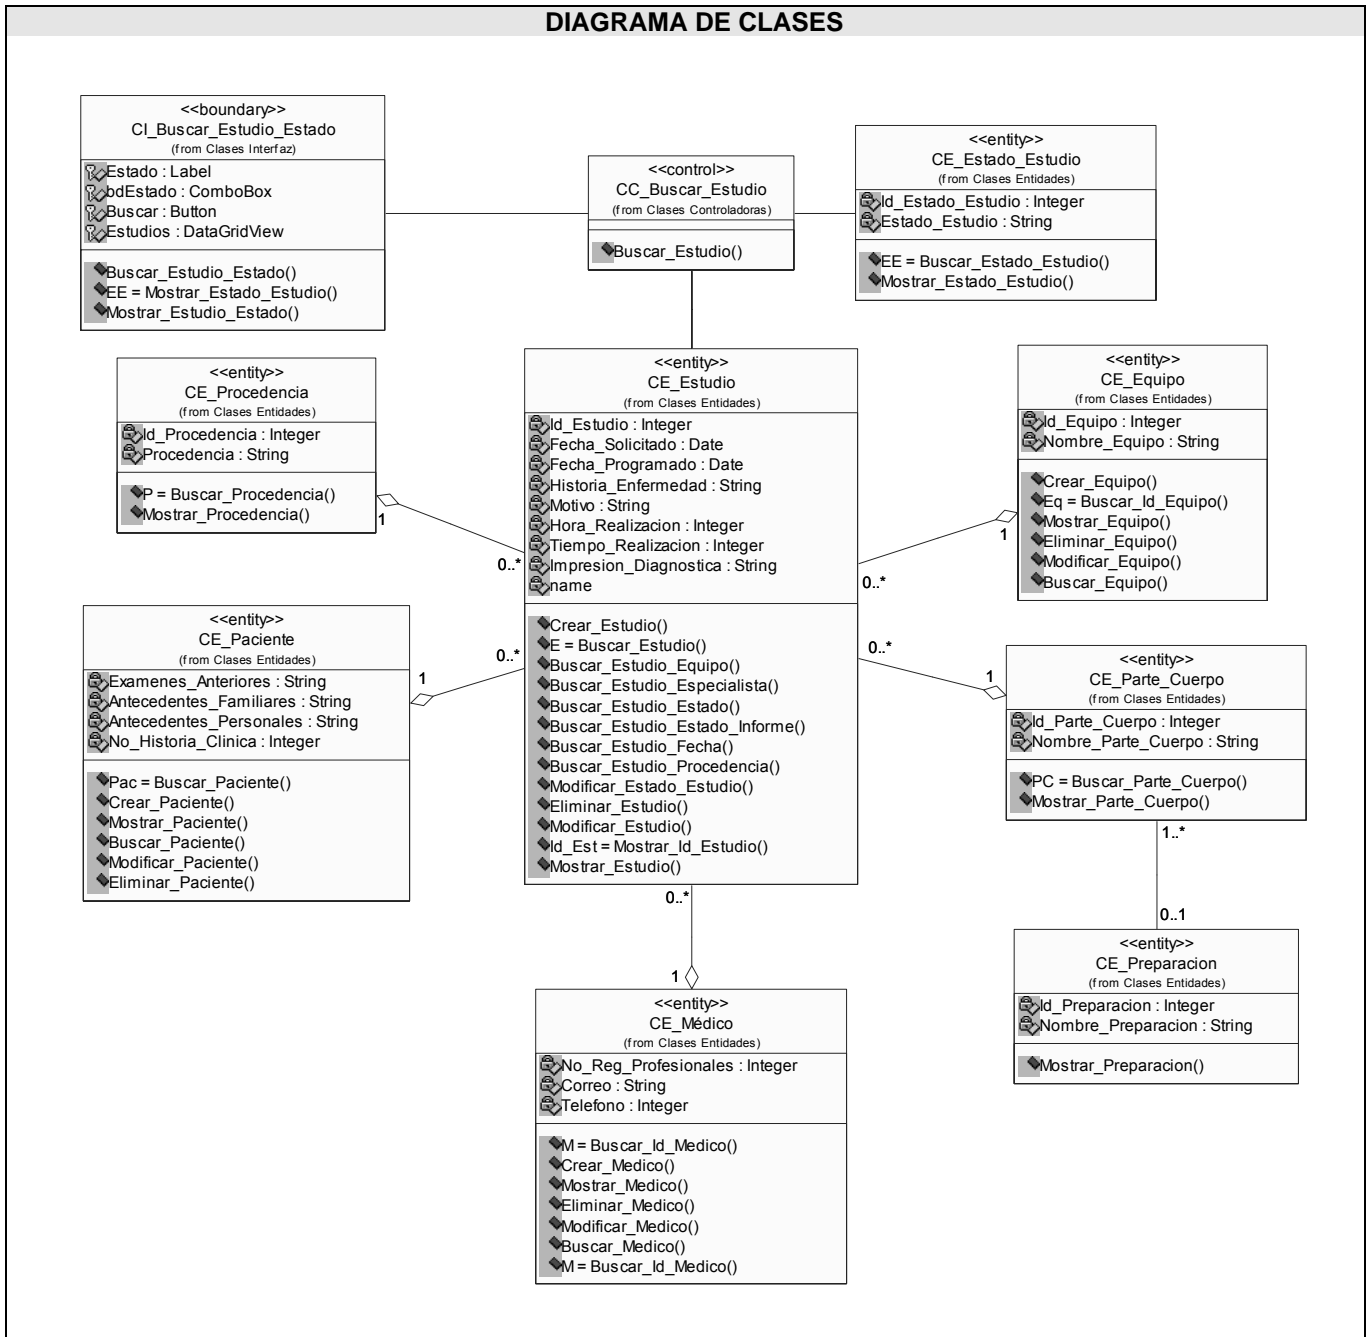 DIAGRAMA DE CLASES
<<boundary>>
CI_Buscar_Estudio_Estado
(from Clases Interfaz)
Estado : Label
bdEstado : ComboBox
Buscar : Button
Estudios : DataGridView
Buscar_Estudio_Estado()
EE = Mostrar_Estado_Estudio()
Mostrar_Estudio_Estado()
<<control>>
CC_Buscar_Estudio
(from Clases Controladoras)
Buscar_Estudio()
<<entity>>
CE_Estado_Estudio
(from Clases Entidades)
Id_Estado_Estudio : Integer
Estado_Estudio : String
EE = Buscar_Estado_Estudio()
Mostrar_Estado_Estudio()
<<entity>>
CE_Procedencia
(from Clases Entidades)
Id_Procedencia : Integer
Procedencia : String
P = Buscar_Procedencia()
Mostrar_Procedencia()
1
0..*
<<entity>>
CE_Estudio
(from Clases Entidades)
Id_Estudio : Integer
Fecha_Solicitado : Date
Fecha_Programado : Date
Historia_Enfermedad : String
Motivo : String
Hora_Realizacion : Integer
Tiempo_Realizacion : Integer
Impresion_Diagnostica : String
name
Crear_Estudio()
E = Buscar_Estudio()
Buscar_Estudio_Equipo()
Buscar_Estudio_Especialista()
Buscar_Estudio_Estado()
Buscar_Estudio_Estado_Informe()
Buscar_Estudio_Fecha()
Buscar_Estudio_Procedencia()
Modificar_Estado_Estudio()
Eliminar_Estudio()
Modificar_Estudio()
Id_Est = Mostrar_Id_Estudio()
Mostrar_Estudio()
<<entity>>
CE_Equipo
(from Clases Entidades)
Id_Equipo : Integer
Nombre_Equipo : String
Crear_Equipo()
Eq = Buscar_Id_Equipo()
Mostrar_Equipo()
Eliminar_Equipo()
Modificar_Equipo()
Buscar_Equipo()
1
0..*
<<entity>>
CE_Paciente
(from Clases Entidades)
Examenes_Anteriores : String
Antecedentes_Familiares : String
Antecedentes_Personales : String
No_Historia_Clinica : Integer
Pac = Buscar_Paciente()
Crear_Paciente()
Mostrar_Paciente()
Buscar_Paciente()
Modificar_Paciente()
Eliminar_Paciente()
1
0..*
0..*
1
<<entity>>
CE_Parte_Cuerpo
(from Clases Entidades)
Id_Parte_Cuerpo : Integer
Nombre_Parte_Cuerpo : String
PC = Buscar_Parte_Cuerpo()
Mostrar_Parte_Cuerpo()
1..*
0..1
<<entity>>
CE_Preparacion
(from Clases Entidades)
Id_Preparacion : Integer
Nombre_Preparacion : String
Mostrar_Preparacion()
0..*
1
<<entity>>
CE_Médico
(from Clases Entidades)
No_Reg_Profesionales : Integer
Correo : String
Telefono : Integer
M = Buscar_Id_Medico()
Crear_Medico()
Mostrar_Medico()
Eliminar_Medico()
Modificar_Medico()
Buscar_Medico()
M = Buscar_Id_Medico()